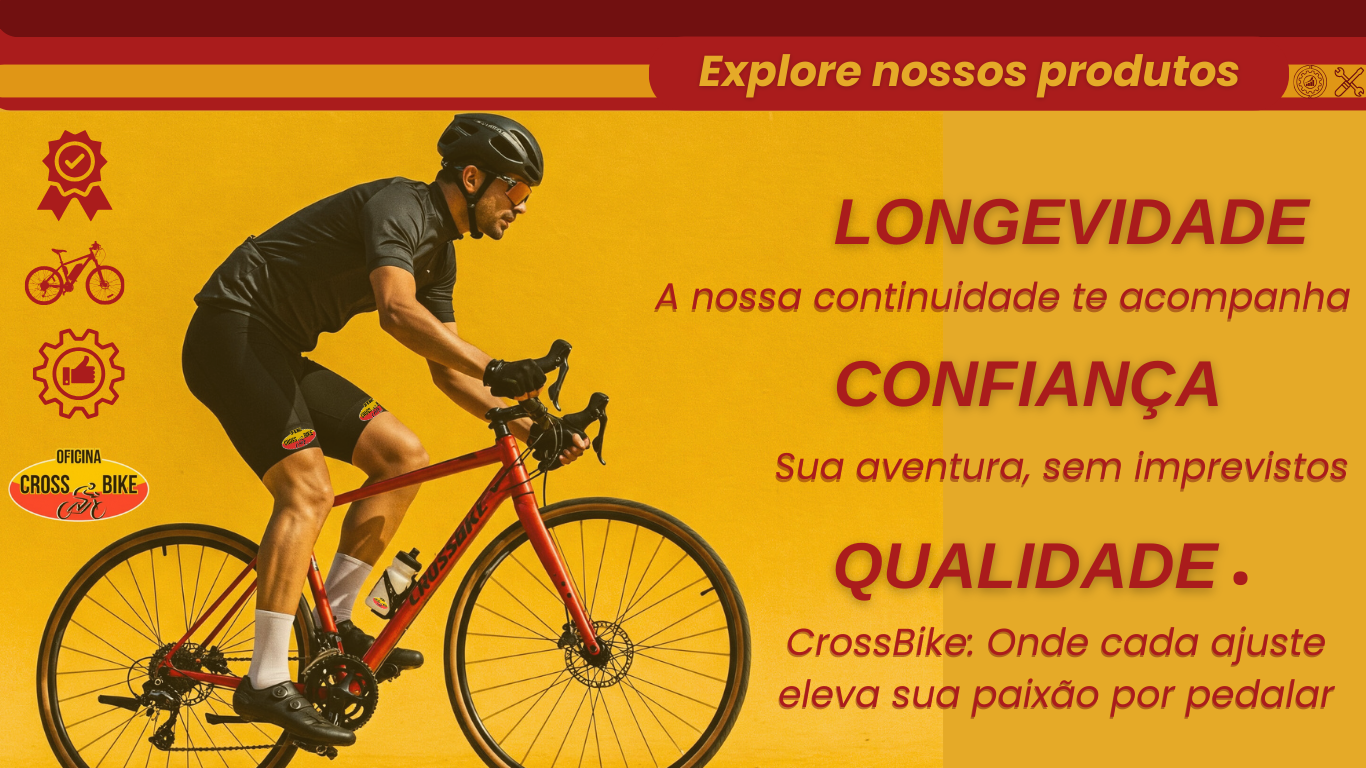 Explore nossos produtos
LONGEVIDADE
A nossa continuidade te acompanha
CONFIANÇA
Sua aventura, sem imprevistos
QUALIDADE .
CrossBike: Onde cada ajuste
eleva sua paixão por pedalar
OFICINA
CROSS BIKE
CROSSBIKE